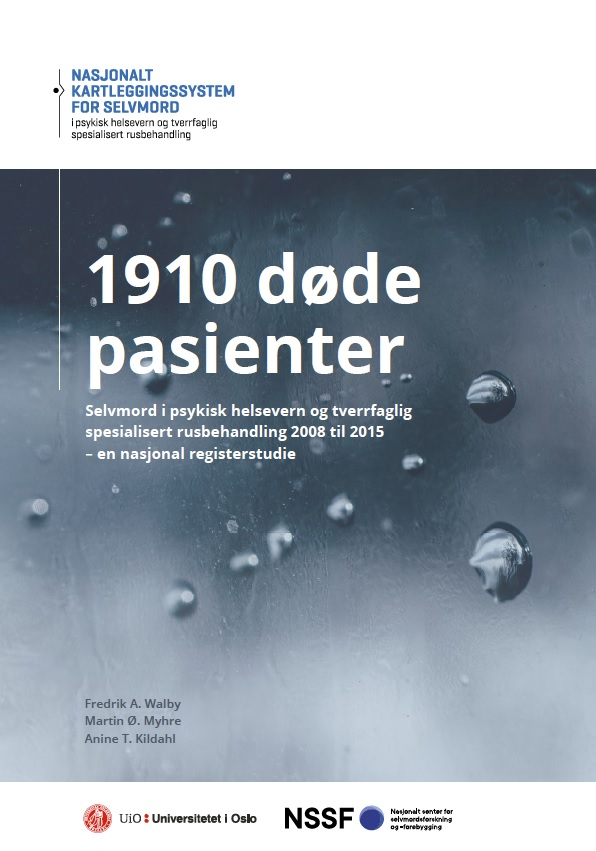 NASJONALT
KARTLEGGINGSSYSTEM
FOR SELVMORD
i psykisk helsevern og tverrfaglig
spesialisert rusbehandling
1910 døde
pasienter
Selvmord i psykisk helsevern og tverrfaglig
spesialisert rusbehandling 2008 til 2015
– en nasjonal registerstudie
Fredrik A. Walby
Martin Ø. Myhre
Anine T. Kildahl
UiO : Universitetet i Oslo
NSSF
Nasjonalt senter for
selvmordsforskning
og -forebygging